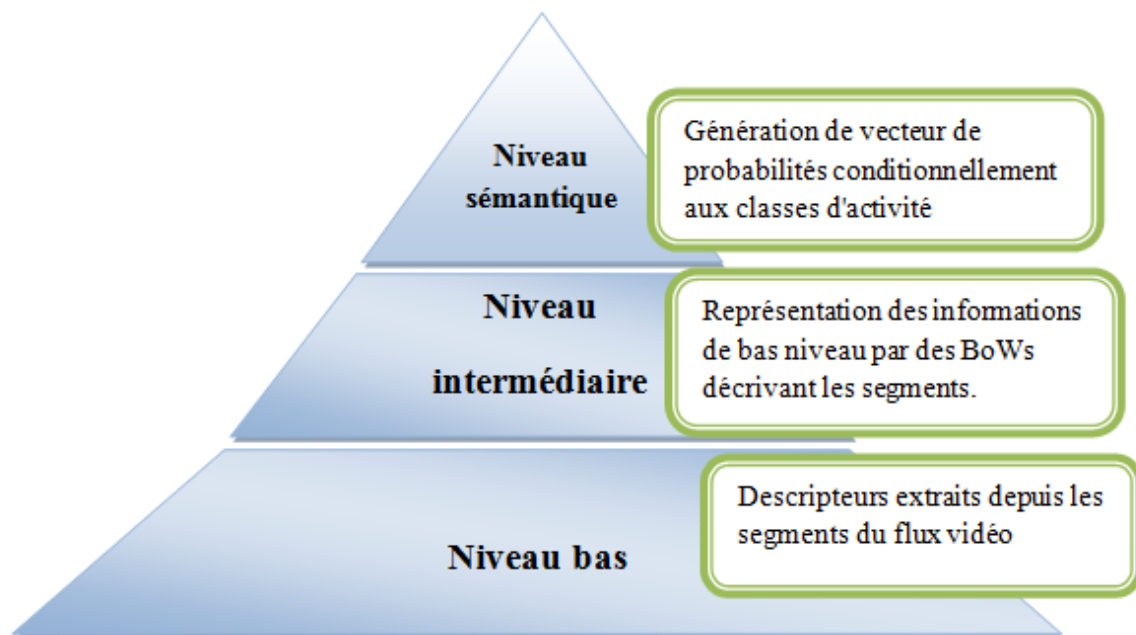 Niveau
sémantique
Génération de vecteur de
probabilités conditionnellement
aux classes d'activité
Niveau
intermédiaire
Représentation des informations
de bas niveau par des BoWs
décrivant les segments.
Niveau bas
Descripteurs extraits depuis les
segments du flux vidéo